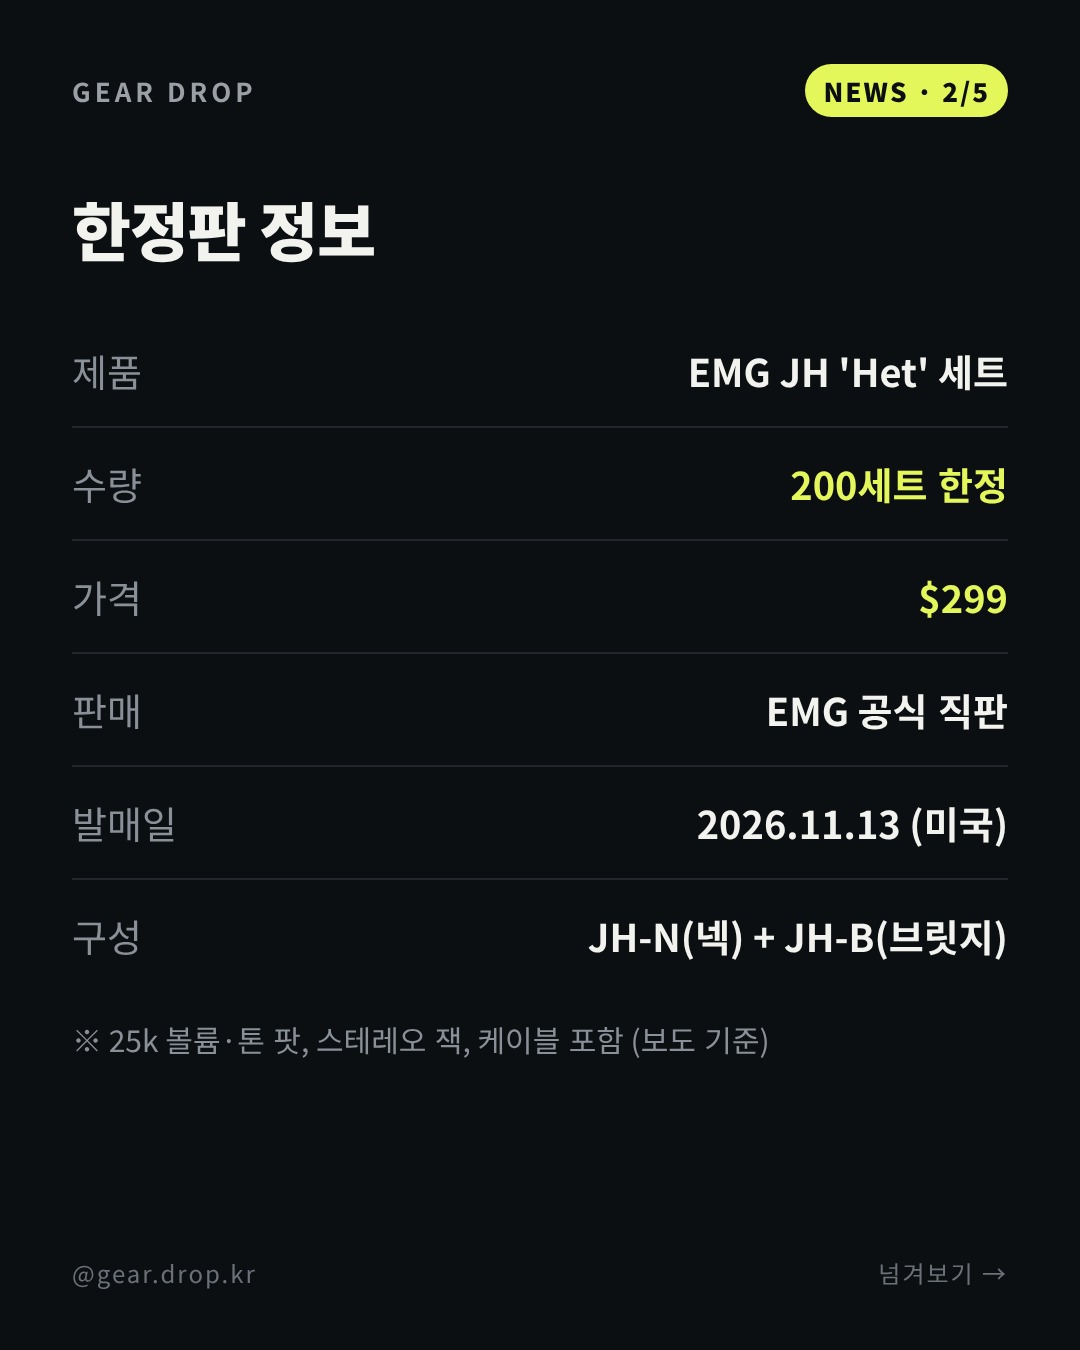 GEAR DROP
NEWS · 2/5
한정판 정보
제품 EMG JH 'Het' 세트
수량 200세트 한정
가격 $299
판매 EMG 공식 직판
발매일 2026.11.13 (미국)
구성 JH-N(넥) + JH-B(브릿지)
※ 25k 볼륨·톤 팟, 스테레오 잭, 케이블 포함 (보도 기준)
@gear.drop.kr
넘겨보기 →